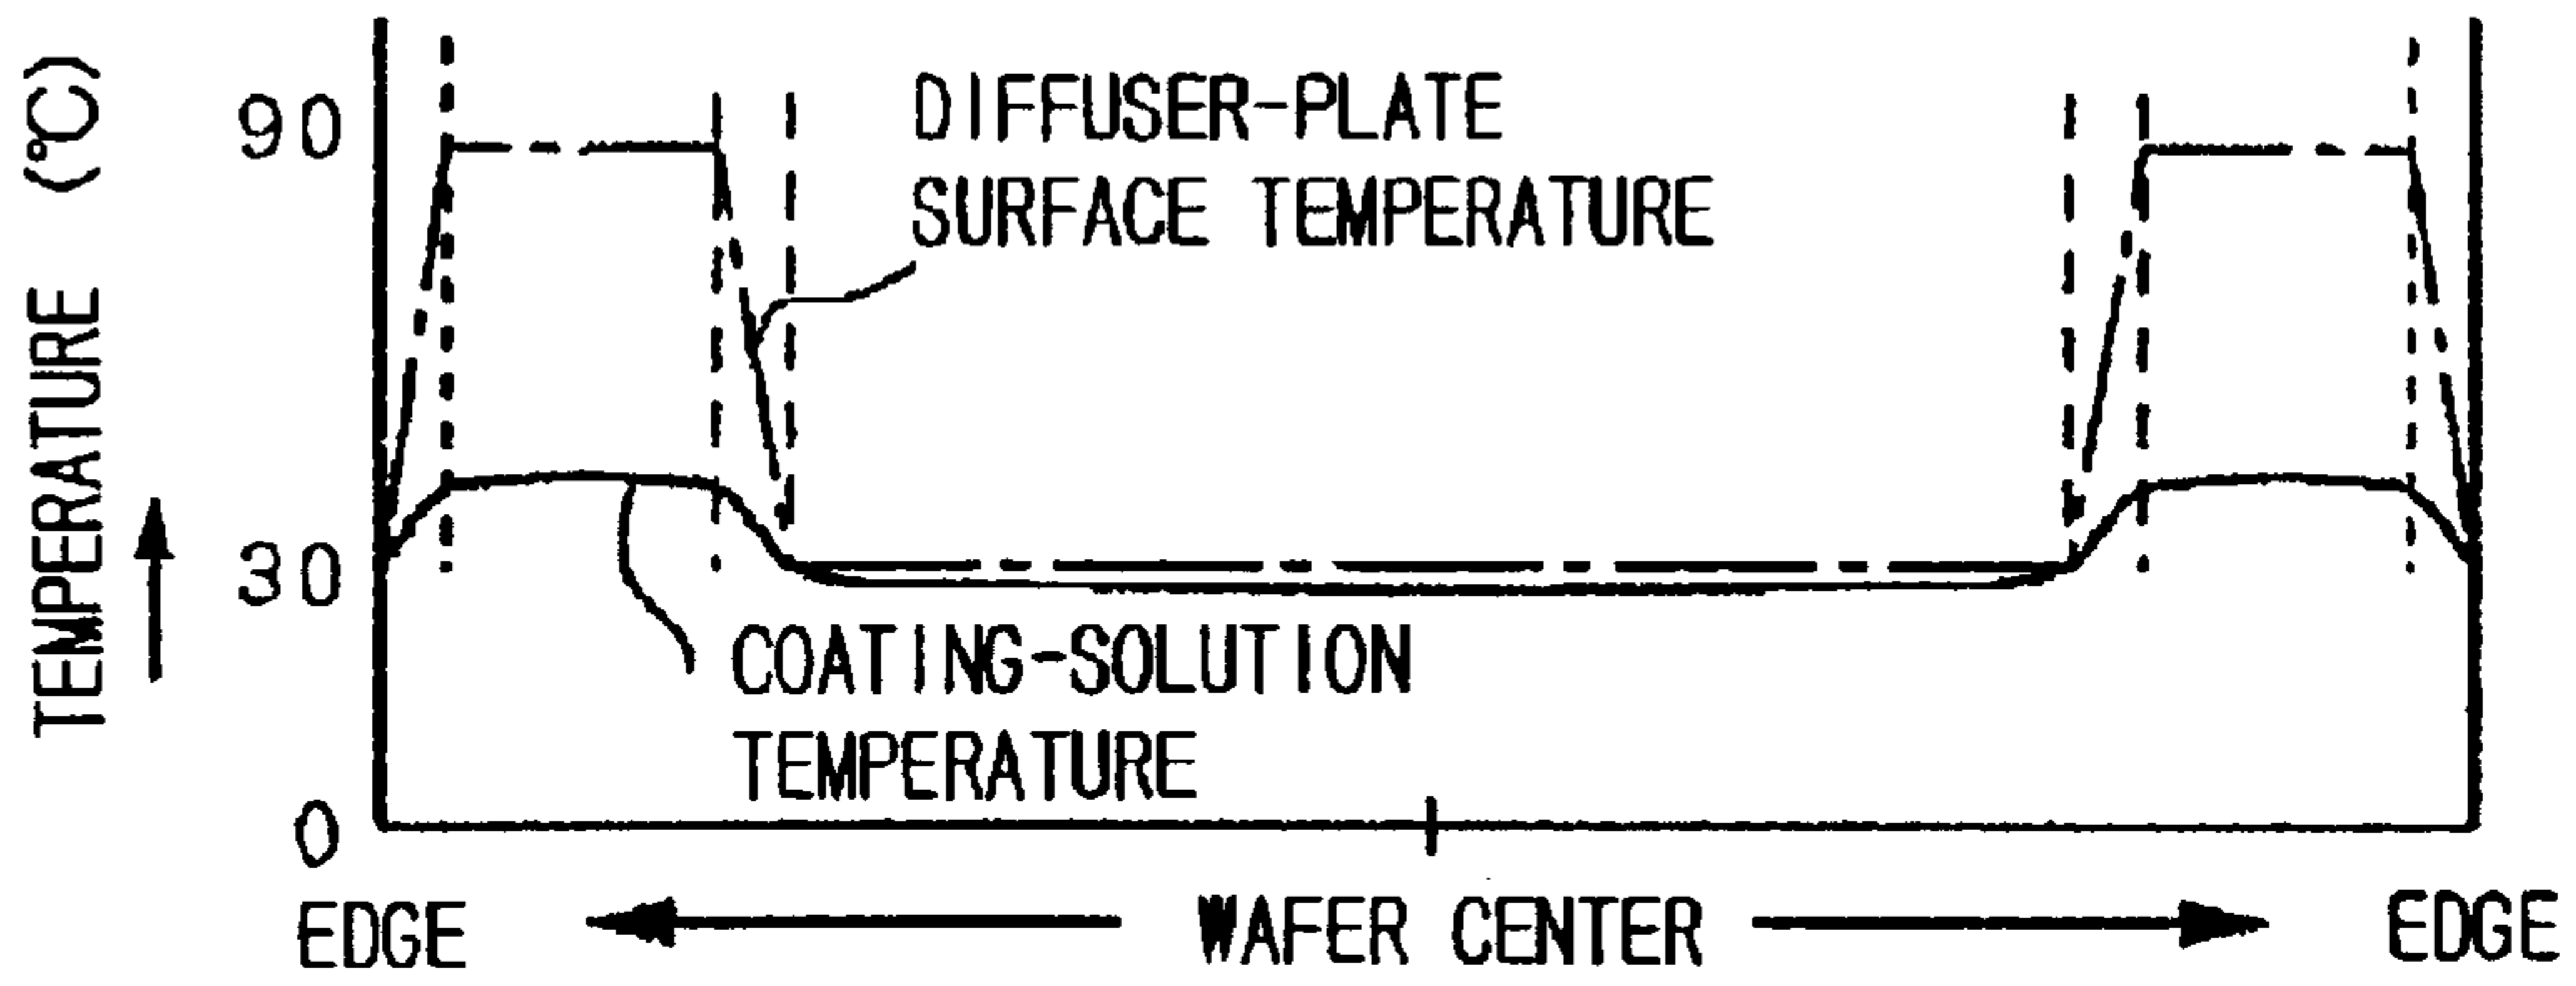 TEMPERATURE (℃)
90
30
0
DIFFUSER-PLATE
SURFACE TEMPERATURE
COATING-SOLUTION
TEMPERATURE
EDGE WAFER CENTER EDGE